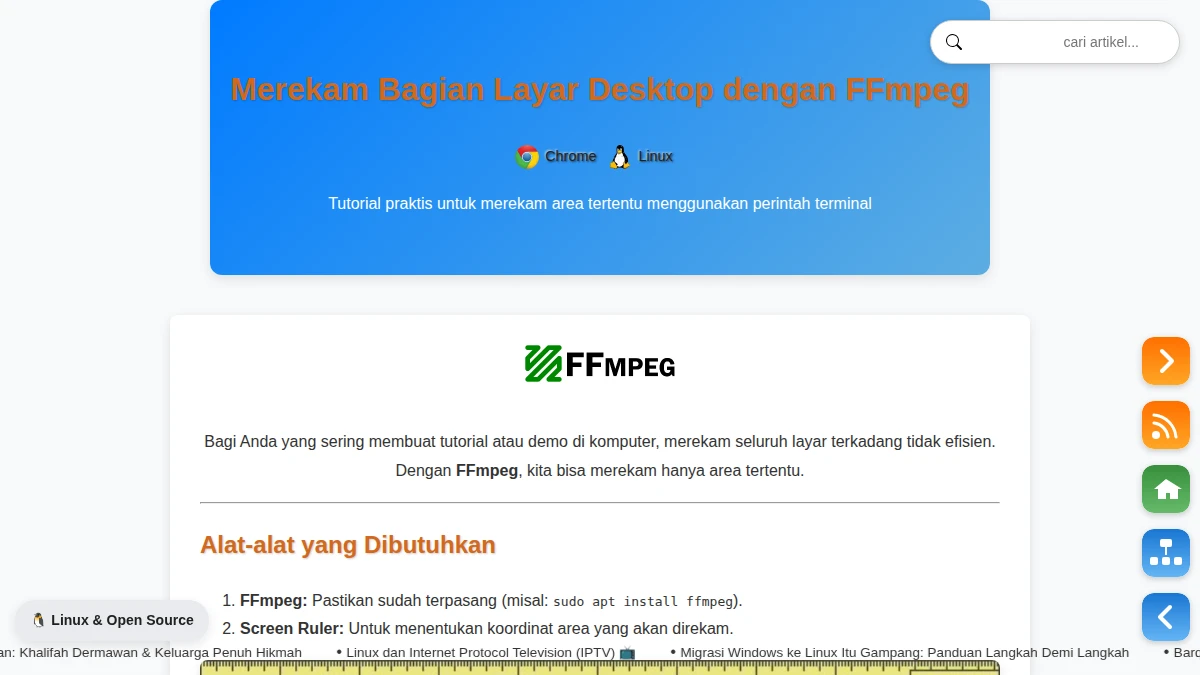 cari artikel...
Merekam Bagian Layar Desktop dengan FFmpeg
Chrome Linux
Tutorial praktis untuk merekam area tertentu menggunakan perintah terminal
FFMPEG
Bagi Anda yang sering membuat tutorial atau demo di komputer, merekam seluruh layar terkadang tidak efisien.
Dengan FFmpeg, kita bisa merekam hanya area tertentu.
Alat-alat yang Dibutuhkan
1. FFmpeg: Pastikan sudah terpasang (misal: sudo apt install ffmpeg).
2. Screen Ruler: Untuk menentukan koordinat area yang akan direkam.
🐧 Linux & Open Source
an: Khalifah Dermawan & Keluarga Penuh Hikmah • Linux dan Internet Protocol Television (IPTV) 📺 • Migrasi Windows ke Linux Itu Gampang: Panduan Langkah Demi Langkah •